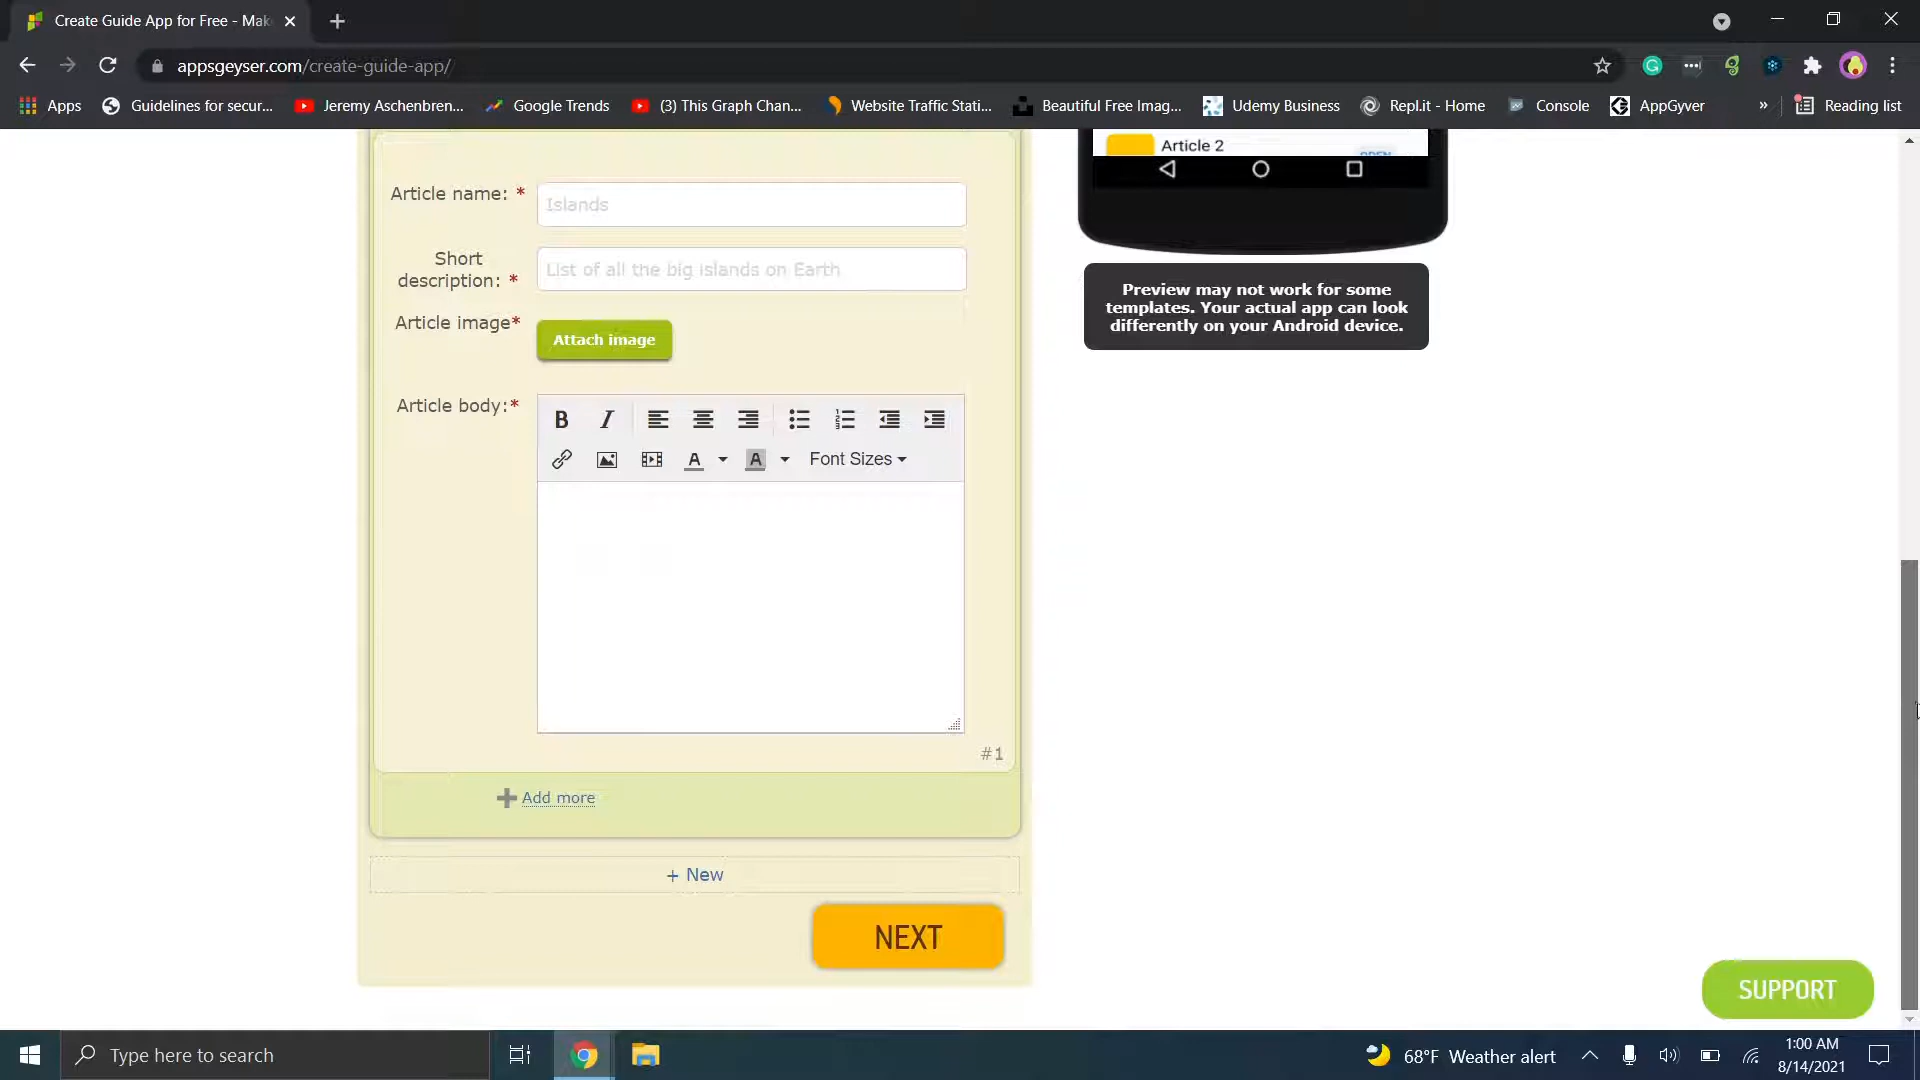 Create Guide App for Free - Mak
appsgeyser.com/create-guide-app/
Apps
Guidelines for secur...
Jeremy Aschenbren...
Google Trends
(3) This Graph Chan...
Website Traffic Stati...
Beautiful Free Imag...
Udemy Business
Repl.it - Home
Console
AppGyver
»
Reading list
Article 2
Article name: *
Islands
Short
description: *
List of all the big islands on Earth
Article image*
Attach image
Preview may not work for some
templates. Your actual app can look
differently on your Android device.
Article body:*
B I
A A Font Sizes
#1
Add more
+ New
NEXT
SUPPORT
Type here to search
68°F Weather alert
1:00 AM
8/14/2021